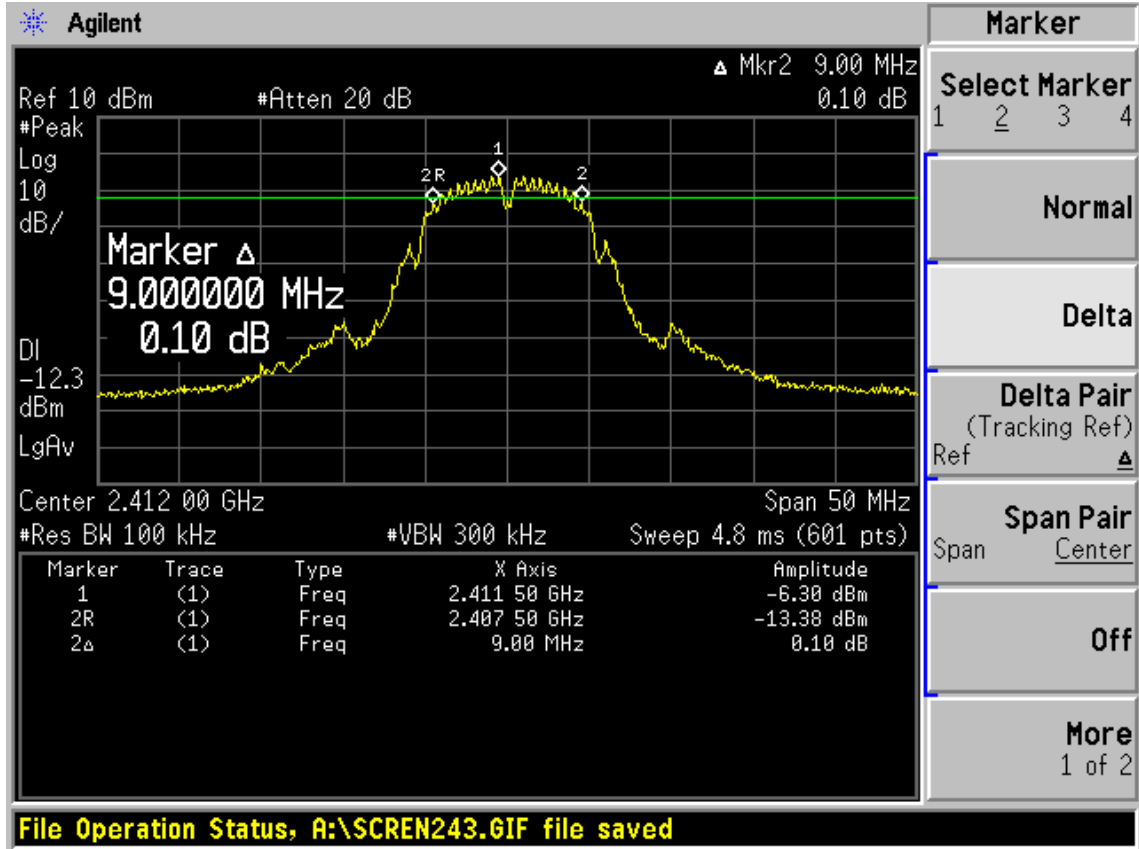 Agilent
Marker
Δ Mkr2 9.00 MHz
Ref 10 dBm #Atten 20 dB 0.10 dB
#Peak
Log
10
dB/
1
2R
2
Marker Δ
9.000000 MHz
0.10 dB
DI
-12.3
dBm
LgAv
Center 2.412 00 GHz Span 50 MHz
#Res BW 100 kHz #VBW 300 kHz Sweep 4.8 ms (601 pts)
Marker Trace Type X Axis Amplitude
1 (1) Freq 2.411 50 GHz -6.30 dBm
2R (1) Freq 2.407 50 GHz -13.38 dBm
2Δ (1) Freq 9.00 MHz 0.10 dB
Select Marker
1 2 3 4
Normal
Delta
Delta Pair
(Tracking Ref)
Ref Δ
Span Pair
Span Center
Off
More
1 of 2
File Operation Status, A:\SCREN243.GIF file saved